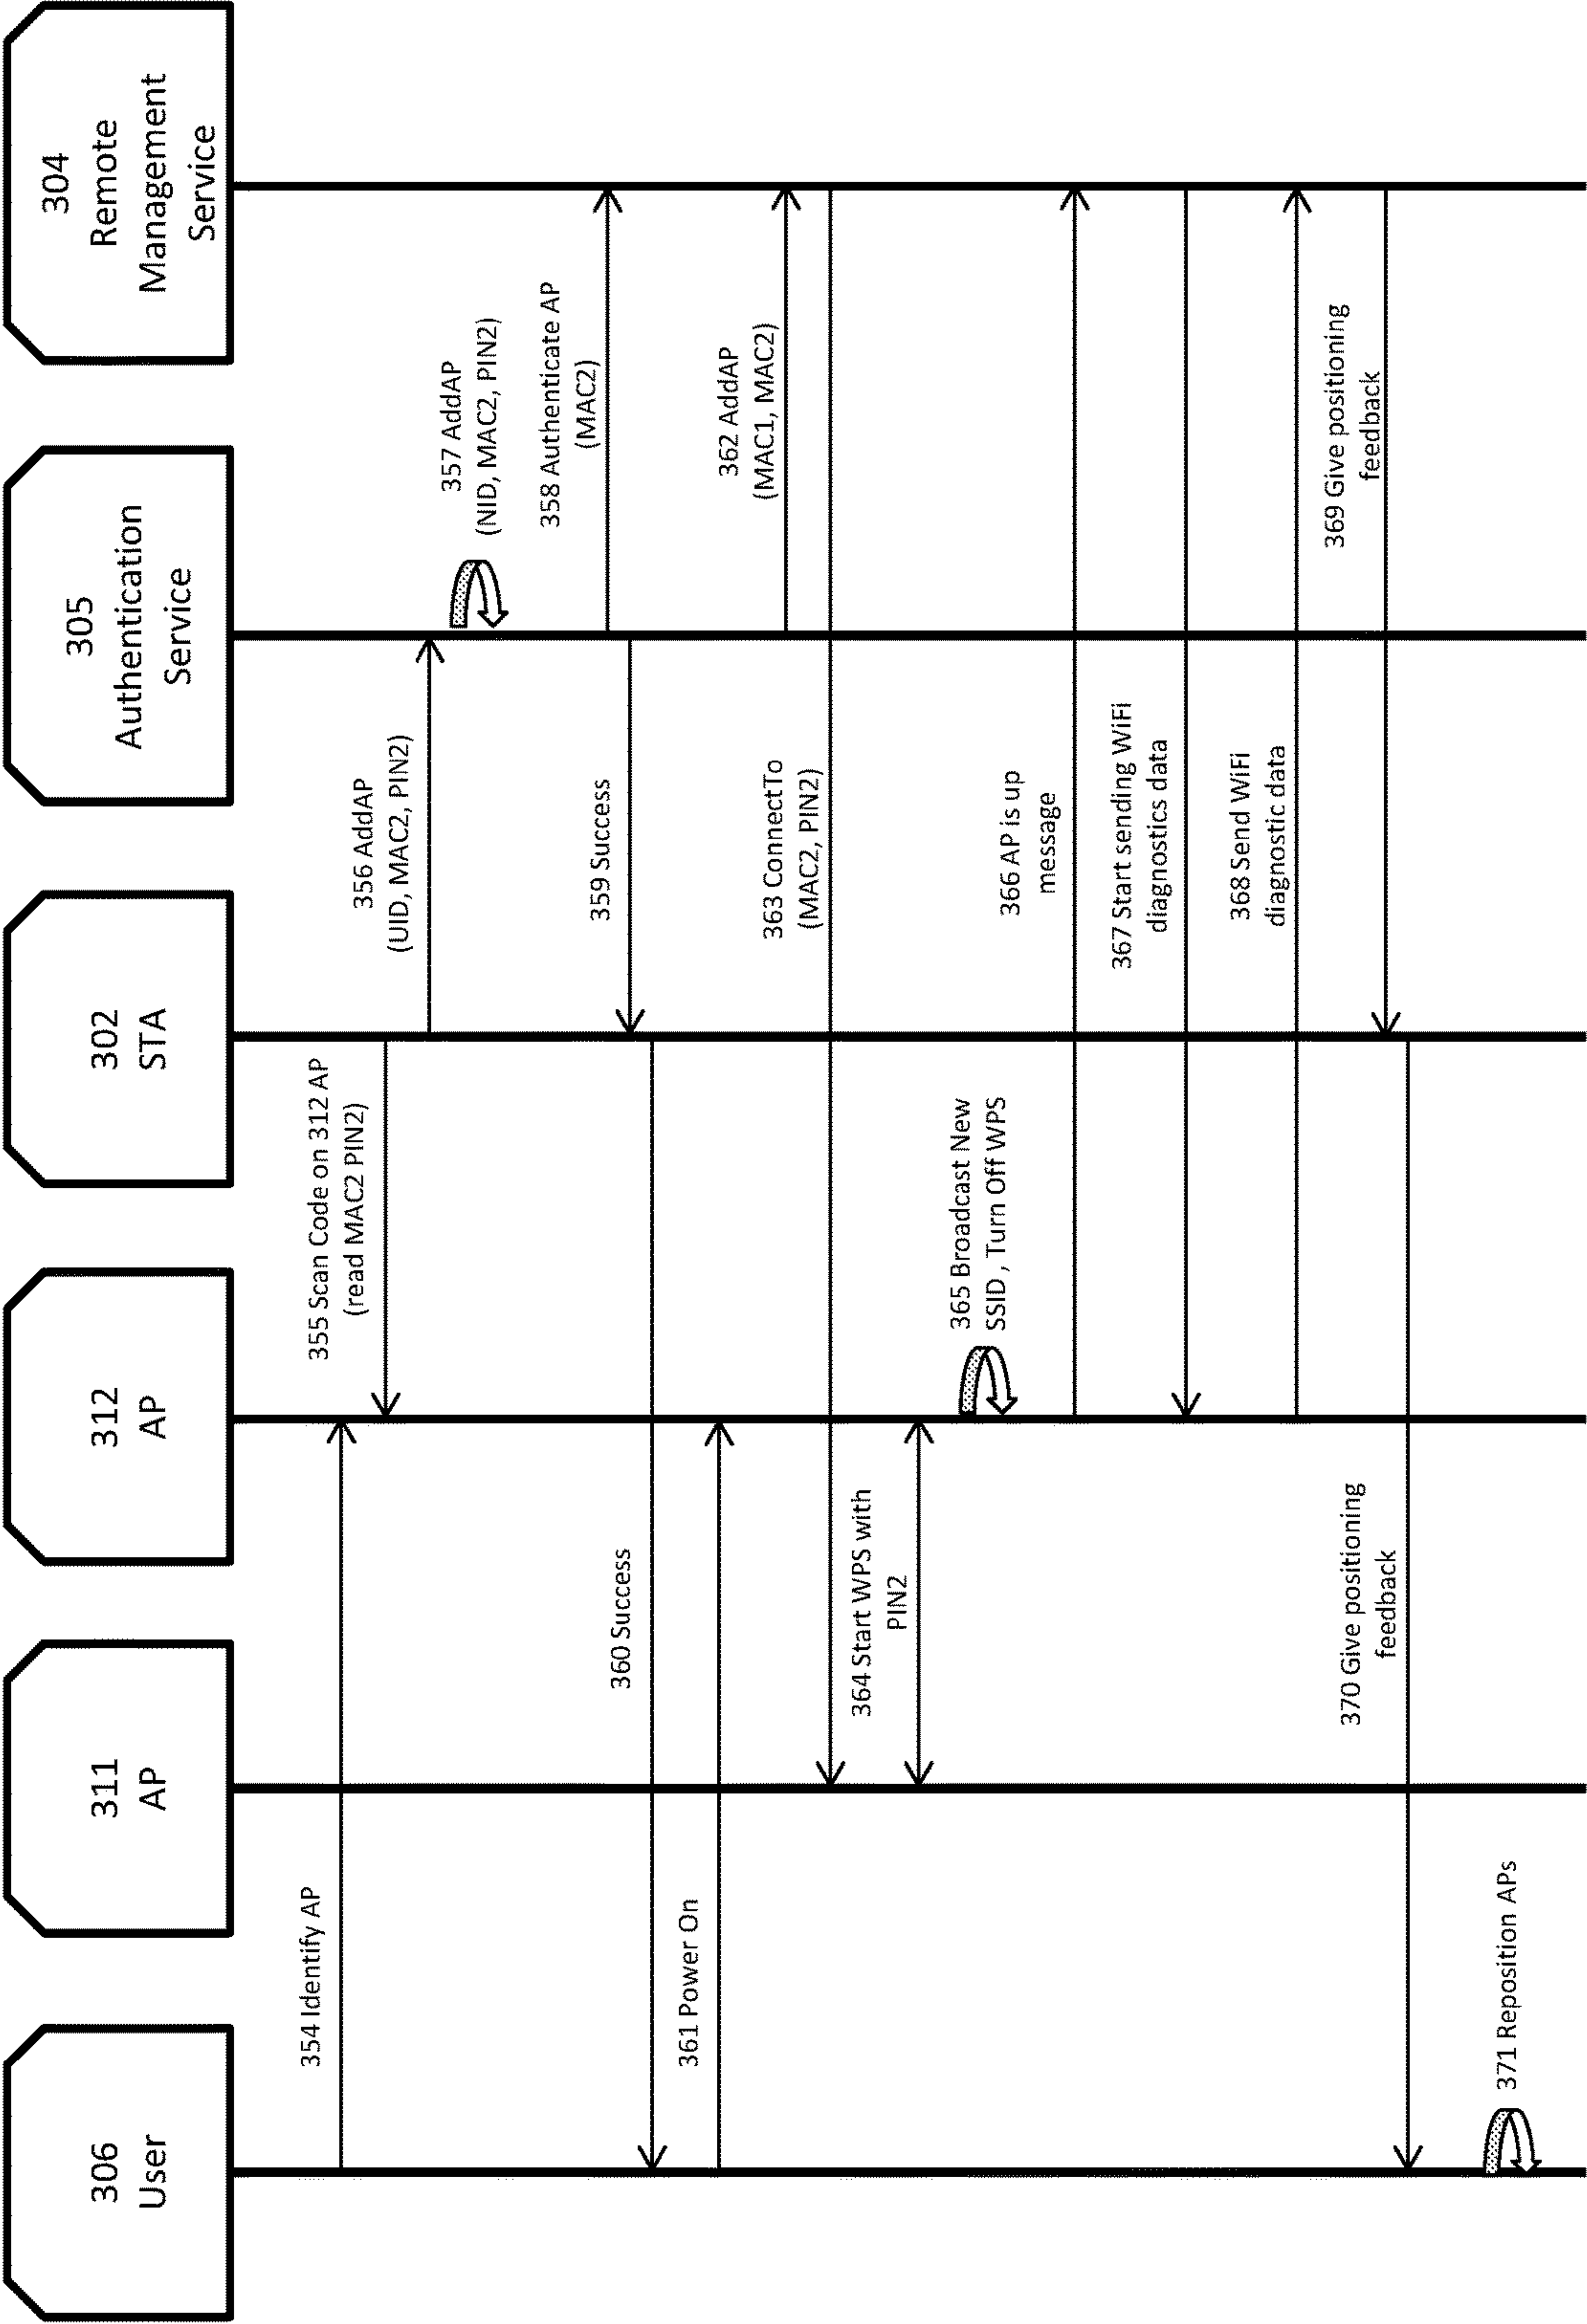 306
User
311
AP
312
AP
302
STA
305
Authentication
Service
304
Remote
Management
Service
354 Identify AP
355 Scan Code on 312 AP
(read MAC2 PIN2)
356 AddAP
(UID, MAC2, PIN2)
357 AddAP
(NID, MAC2, PIN2)
358 Authenticate AP
(MAC2)
359 Success
360 Success
361 Power On
362 AddAP
(MAC1, MAC2)
363 ConnectTo
(MAC2, PIN2)
364 Start WPS with
PIN2
365 Broadcast New
SSID , Turn Off WPS
366 AP is up
message
367 Start sending WiFi
diagnostics data
368 Send WiFi
diagnostic data
369 Give positioning
feedback
370 Give positioning
feedback
371 Reposition APs